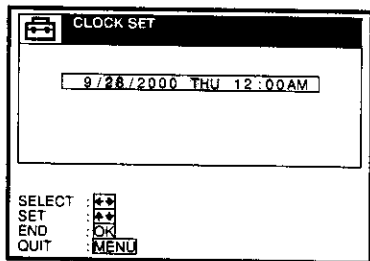 CLOCK SET
9/28/2000 THU 12:00AM
SELECT :
SET :
END : OK
QUIT : MENU